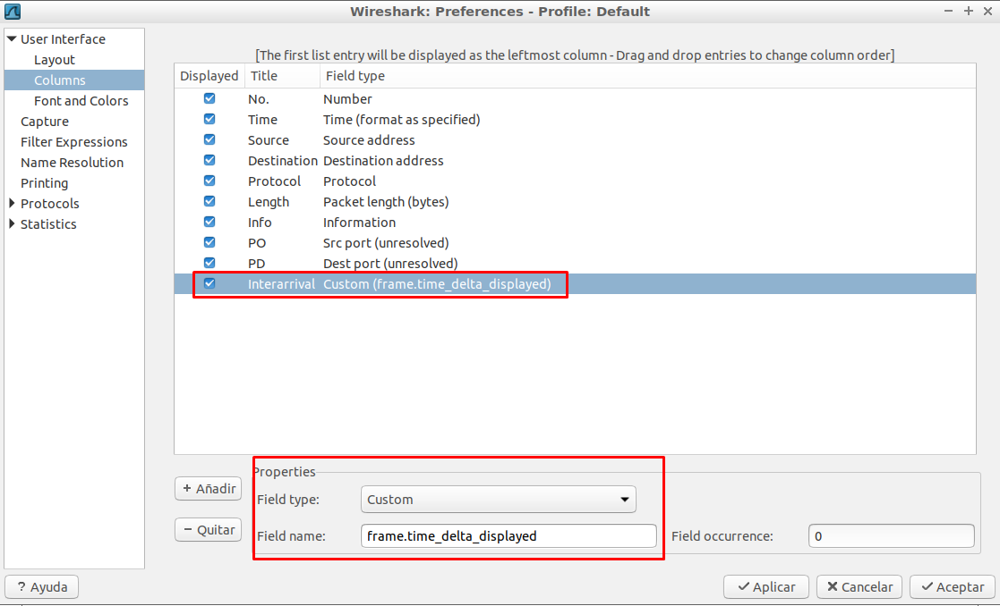 Wireshark: Preferences - Profile: Default
User Interface
Layout
Columns
Font and Colors
Capture
Filter Expressions
Name Resolution
Printing
Protocols
Statistics
[The first list entry will be displayed as the leftmost column - Drag and drop entries to change column order]
Displayed Title Field type
No. Number
Time Time (format as specified)
Source Source address
Destination Destination address
Protocol Protocol
Length Packet length (bytes)
Info Information
PO Src port (unresolved)
PD Dest port (unresolved)
Interarrival Custom (frame.time_delta_displayed)
+ Añadir
− Quitar
Properties
Field type: Custom
Field name: frame.time_delta_displayed Field occurrence: 0
? Ayuda
Aplicar
Cancelar
Aceptar